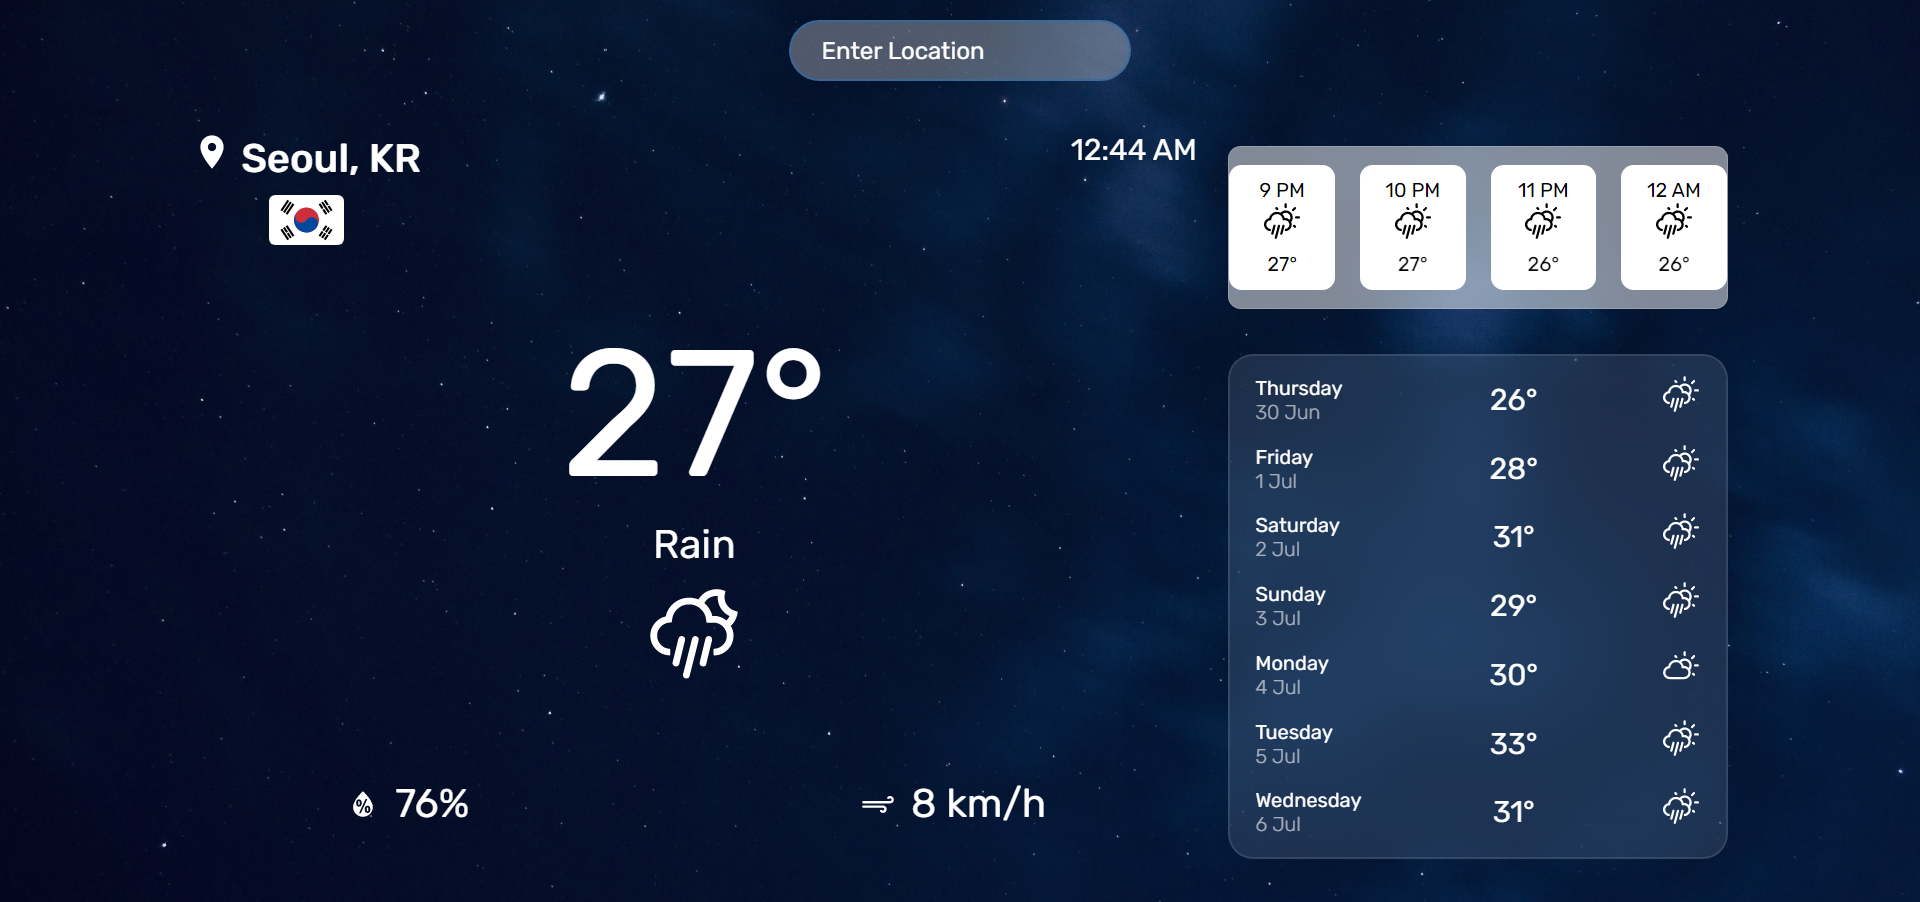 Enter Location
Seoul, KR
12:44 AM
27°
Rain
76%
8 km/h
9 PM
27°
10 PM
27°
11 PM
26°
12 AM
26°
Thursday
30 Jun
26°
Friday
1 Jul
28°
Saturday
2 Jul
31°
Sunday
3 Jul
29°
Monday
4 Jul
30°
Tuesday
5 Jul
33°
Wednesday
6 Jul
31°